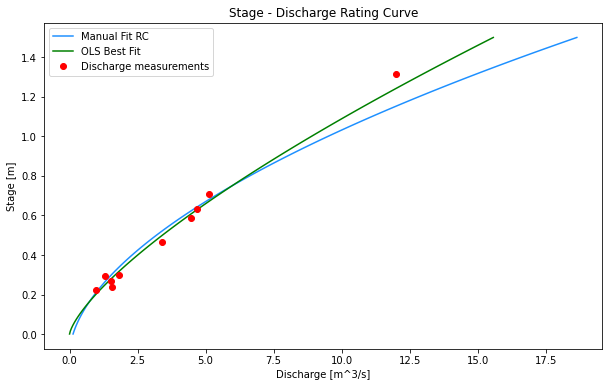 Stage - Discharge Rating Curve
Manual Fit RC
OLS Best Fit
Discharge measurements
Stage [m]
1.4
1.2
1.0
0.8
0.6
0.4
0.2
0.0
0.0 2.5 5.0 7.5 10.0 12.5 15.0 17.5
Discharge [m^3/s]